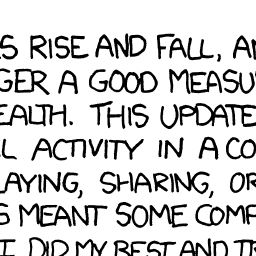 S RISE AND FALL, AN
GER A GOOD MEASU
EALTH. THIS UPDATE
L ACTIVITY IN A CO
AYING, SHARING, OR
S MEANT SOME COMP
I DID MY BEST AND TR